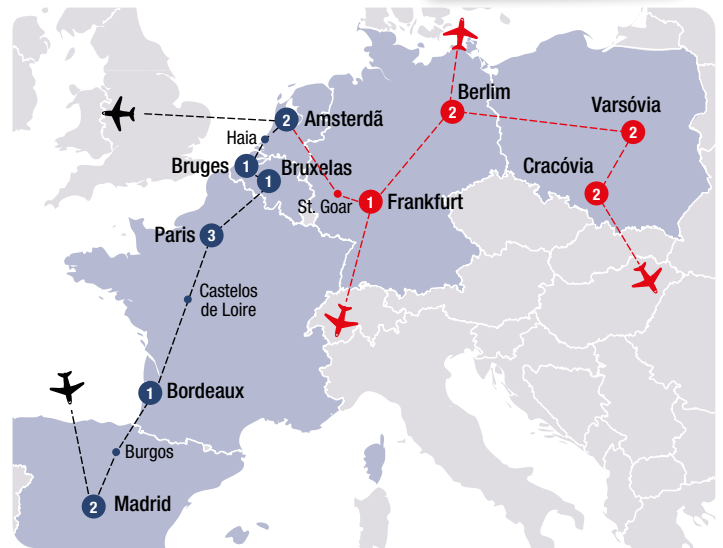 Berlim
2
Varsóvia
2
Amsterdã
2
Haia
Bruges
1
Bruxelas
1
Cracóvia
2
St. Goar
Frankfurt
1
Paris
3
Castelos
de Loire
Bordeaux
1
Burgos
Madrid
2